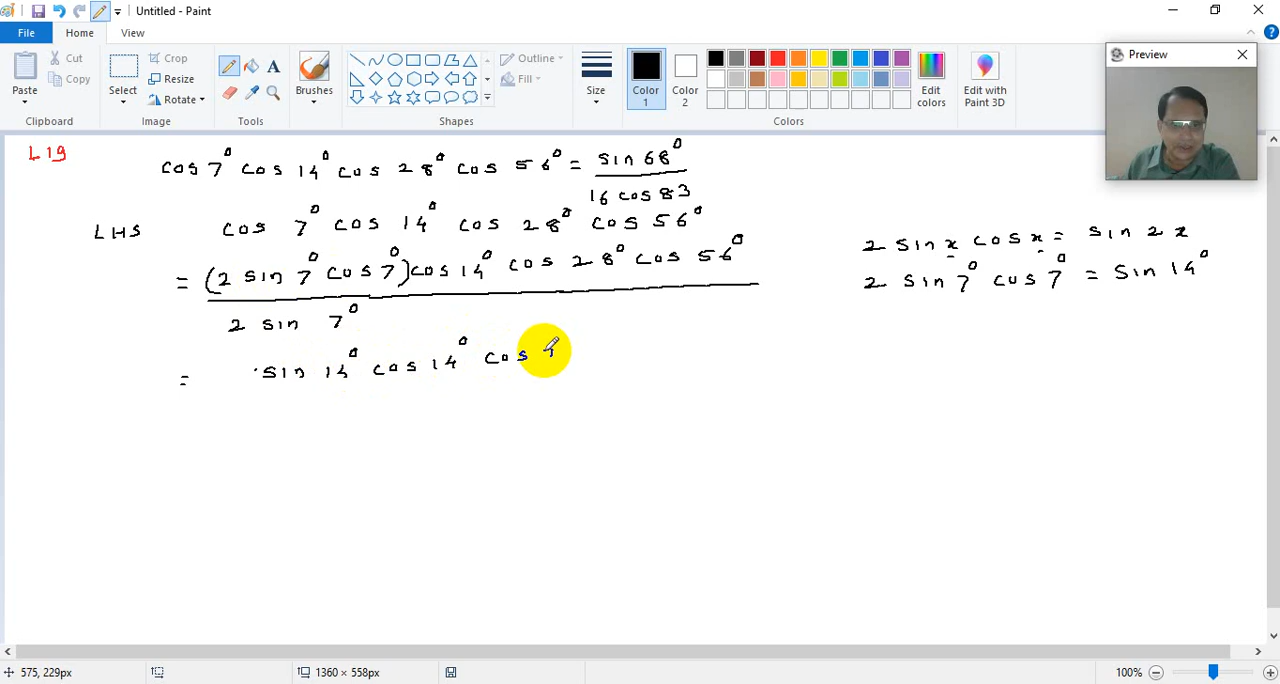 Untitled - Paint
File Home View
Cut
Copy
Paste
Clipboard
Crop
Resize
Rotate
Select
Image
A
Tools
Brushes
Outline
Fill
Shapes
Size
Color 1
Color 2
Edit colors
Edit with Paint 3D
Colors
Preview
L19
cos 7° cos 14° cos 28° cos 56° = sin 68°
16 cos 83
LHS cos 7° cos 14° cos 28° cos 56°
= (2 sin 7° cos 7°) cos 14° cos 28° cos 56°
2 sin 7°
= sin 14° cos 14° cos
2 sin x cos x = sin 2x
2 sin 7° cos 7° = sin 14°
575, 229px
1360 × 558px
100%